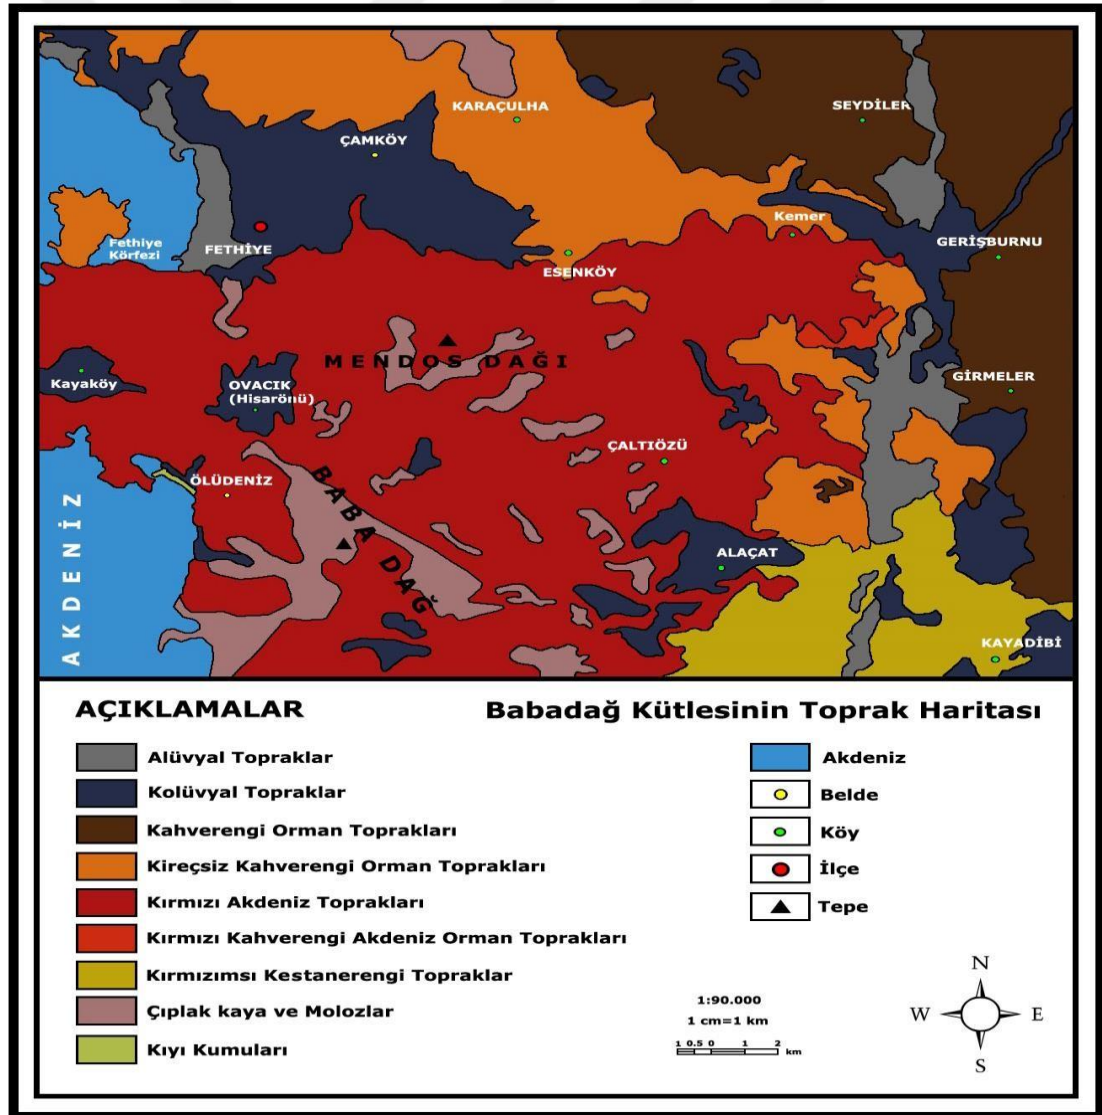 KARAÇULHA
SEYDİLER
ÇAMKÖY
Kemer
Fethiye
Körfezi
FETHİYE
GERİŞBURNU
ESENKÖY
MENDOS DAĞI
Kayaköy
OVACIK
(Hisarönü)
GİRMELER
ÇALTIÖZÜ
ÖLÜDENİZ
BABA DAĞ
AKDENİZ
ALAÇAT
KAYADİBİ
AÇIKLAMALAR
Babadağ Kütlesinin Toprak Haritası
Alüvyal Topraklar
Kolüvyal Topraklar
Kahverengi Orman Toprakları
Kireçsiz Kahverengi Orman Toprakları
Kırmızı Akdeniz Toprakları
Kırmızı Kahverengi Akdeniz Orman Toprakları
Kırmızımsı Kestanerengi Topraklar
Çıplak kaya ve Molozlar
Kıyı Kumuları
Akdeniz
Belde
Köy
İlçe
Tepe
1:90.000
1 cm=1 km
1 0.5 0 1 2
km
N
W E
S